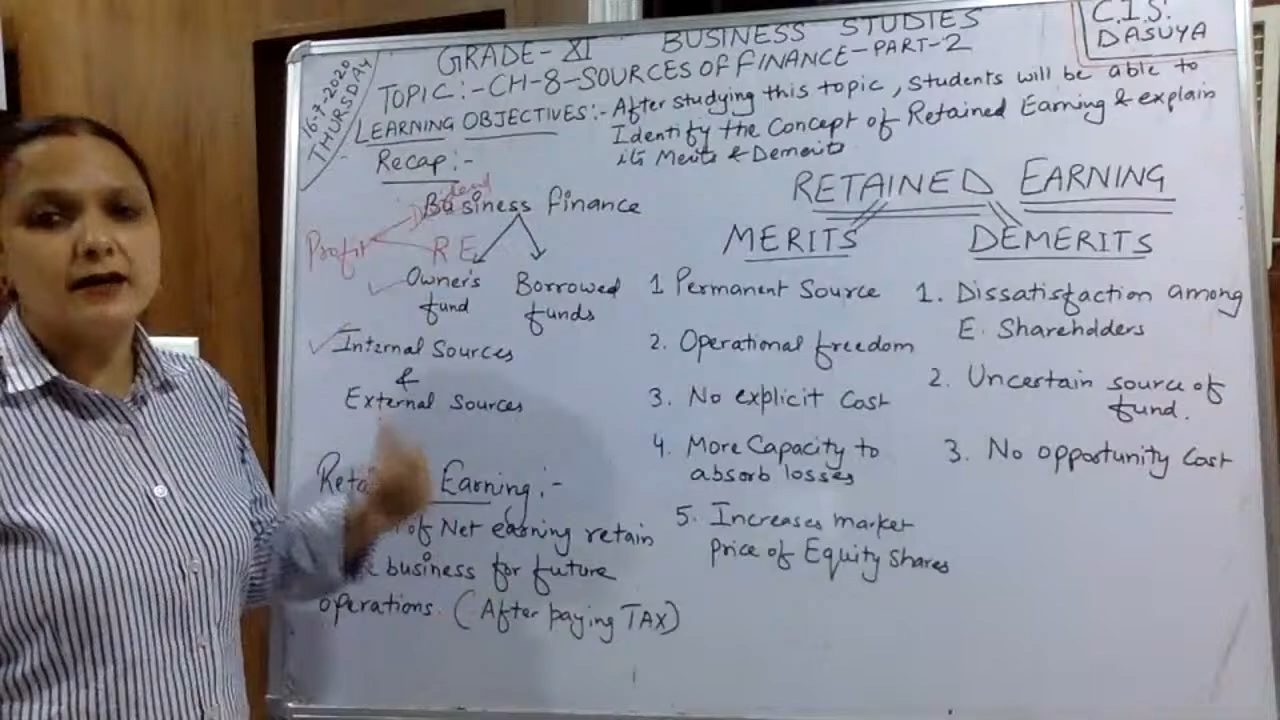 GRADE-XI BUSINESS STUDIES
C.I.S.
DASUYA
16-7-2020
THURSDAY
TOPIC:-CH-8-SOURCES OF FINANCE-PART-2
LEARNING OBJECTIVES:- After studying this topic, Students will be able to
Identify the Concept of Retained Earning & explain
its Merits & Demerits
Recap:-
Business finance
Profit
RE
Owner's
fund
Borrowed
funds
Internal Sources
&
External Sources
Earning:-
of Net earning retain
business for future
operations. (After paying TAX)
RETAINED EARNING
MERITS
1 Permanent Source
2. Operational freedom
3. No explicit Cost
4. More Capacity to
absorb losses
5. Increases market
price of Equity shares
DEMERITS
1. Dissatisfaction among
E. Sharehdders
2. Uncertain source of
fund.
3. No opportunity Cost